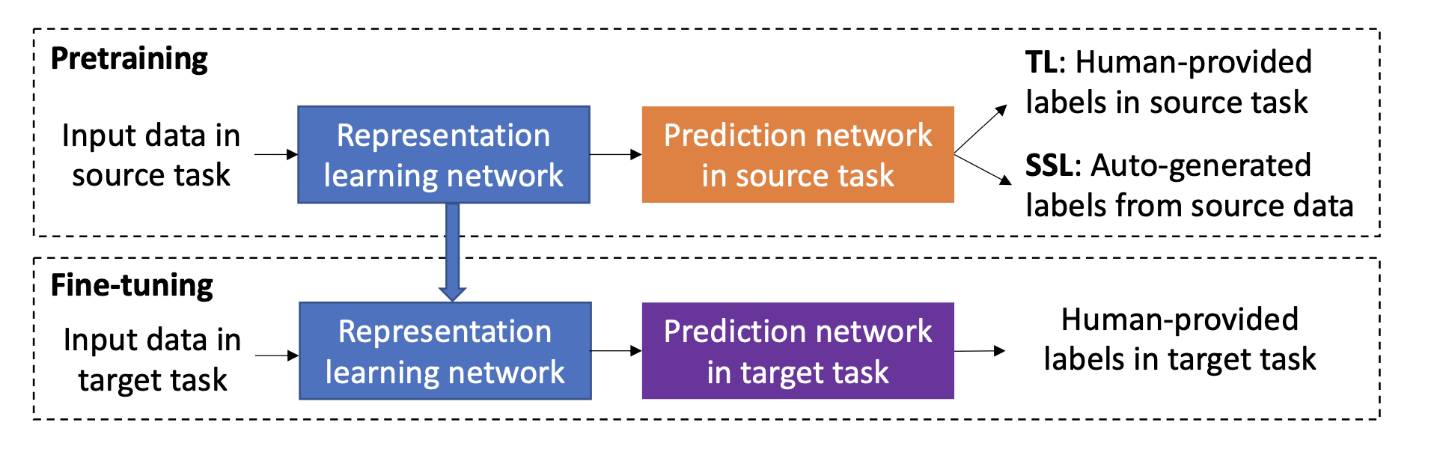 Pretraining
Input data in
source task
Representation
learning network
Prediction network
in source task
TL: Human-provided
labels in source task
SSL: Auto-generated
labels from source data
Fine-tuning
Input data in
target task
Representation
learning network
Prediction network
in target task
Human-provided
labels in target task